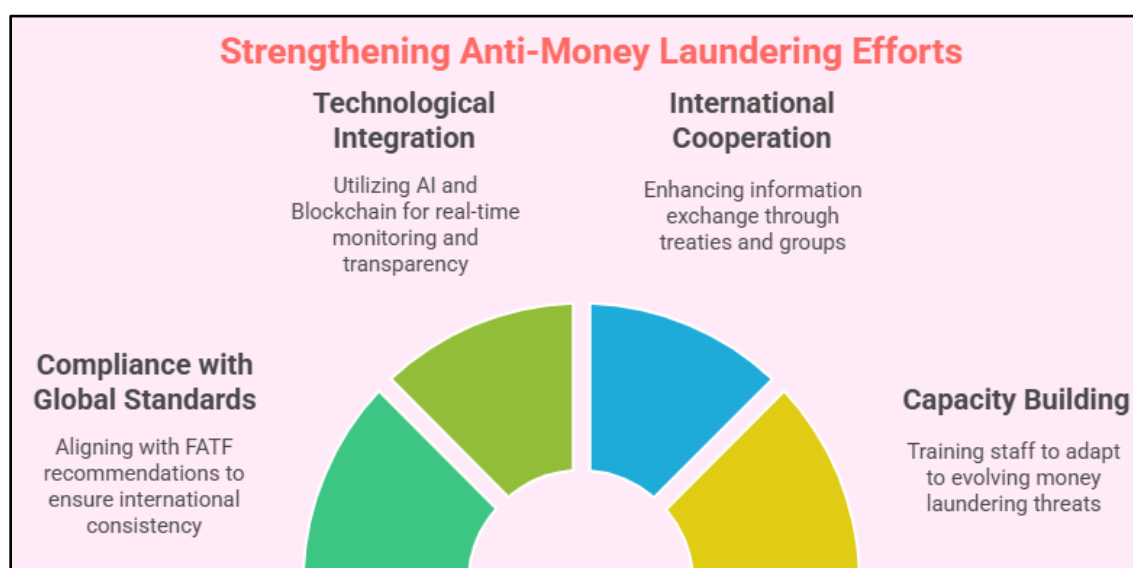 Strengthening Anti-Money Laundering Efforts
Technological
Integration
Utilizing AI and
Blockchain for real-time
monitoring and
transparency
International
Cooperation
Enhancing information
exchange through
treaties and groups
Compliance with
Global Standards
Aligning with FATF
recommendations to
ensure international
consistency
Capacity Building
Training staff to adapt
to evolving money
laundering threats